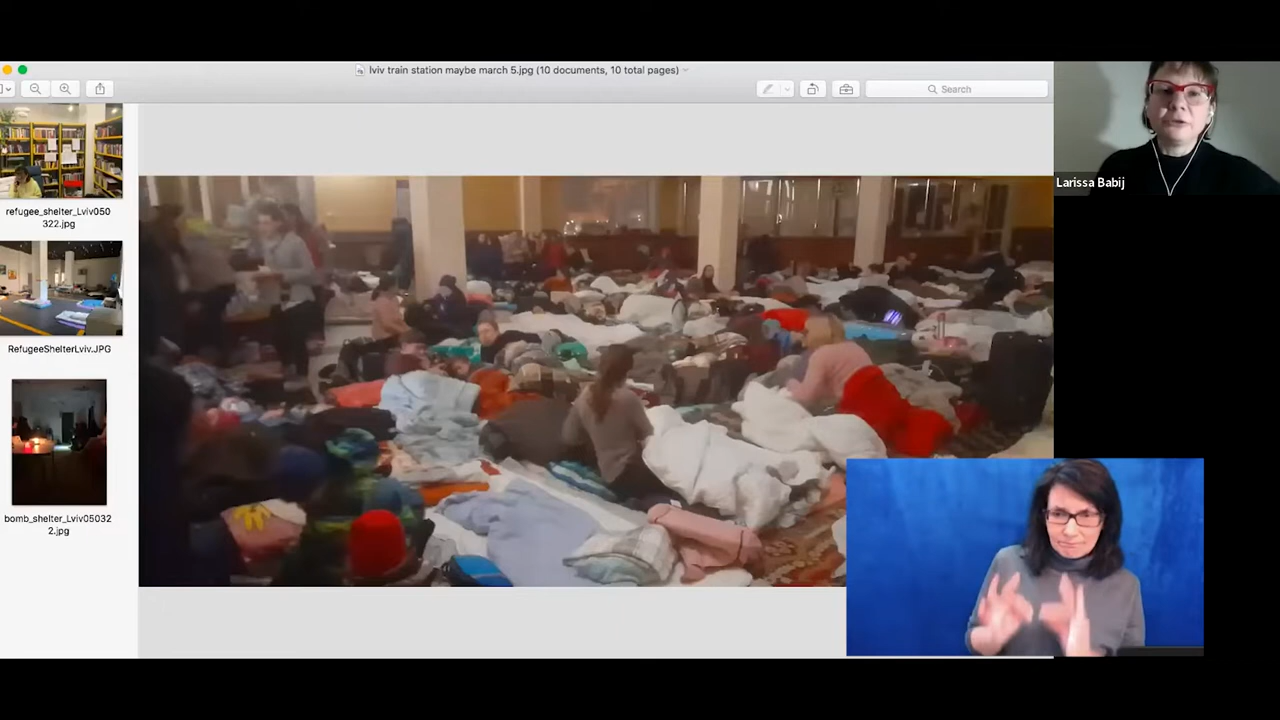 lviv train station maybe march 5.jpg (10 documents, 10 total pages)
Search
refugee_shelter_Lviv050
322.jpg
RefugeeShelterLviv.JPG
bomb_shelter_Lviv05032
2.jpg
Larissa Babij